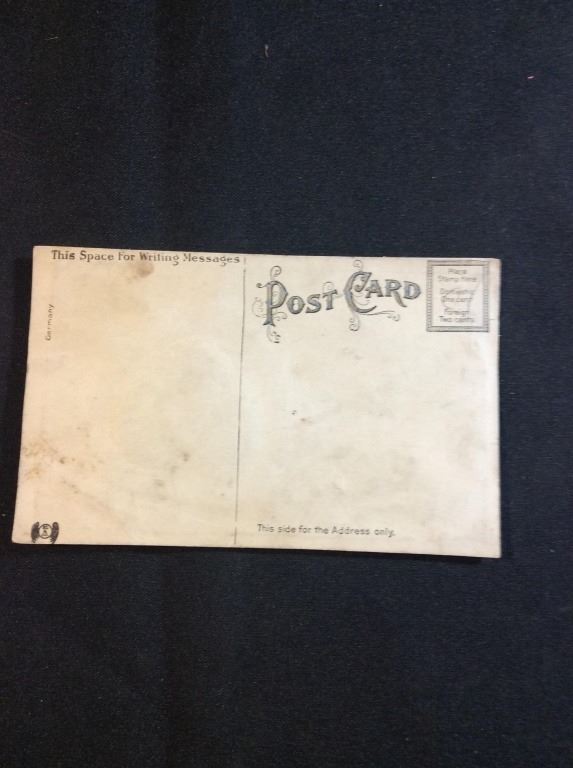 This Space For Writing Messages
Germany
POST CARD
Place
Stamp here
Domestic
One cent
Foreign
Two cents
This side for the Address only.